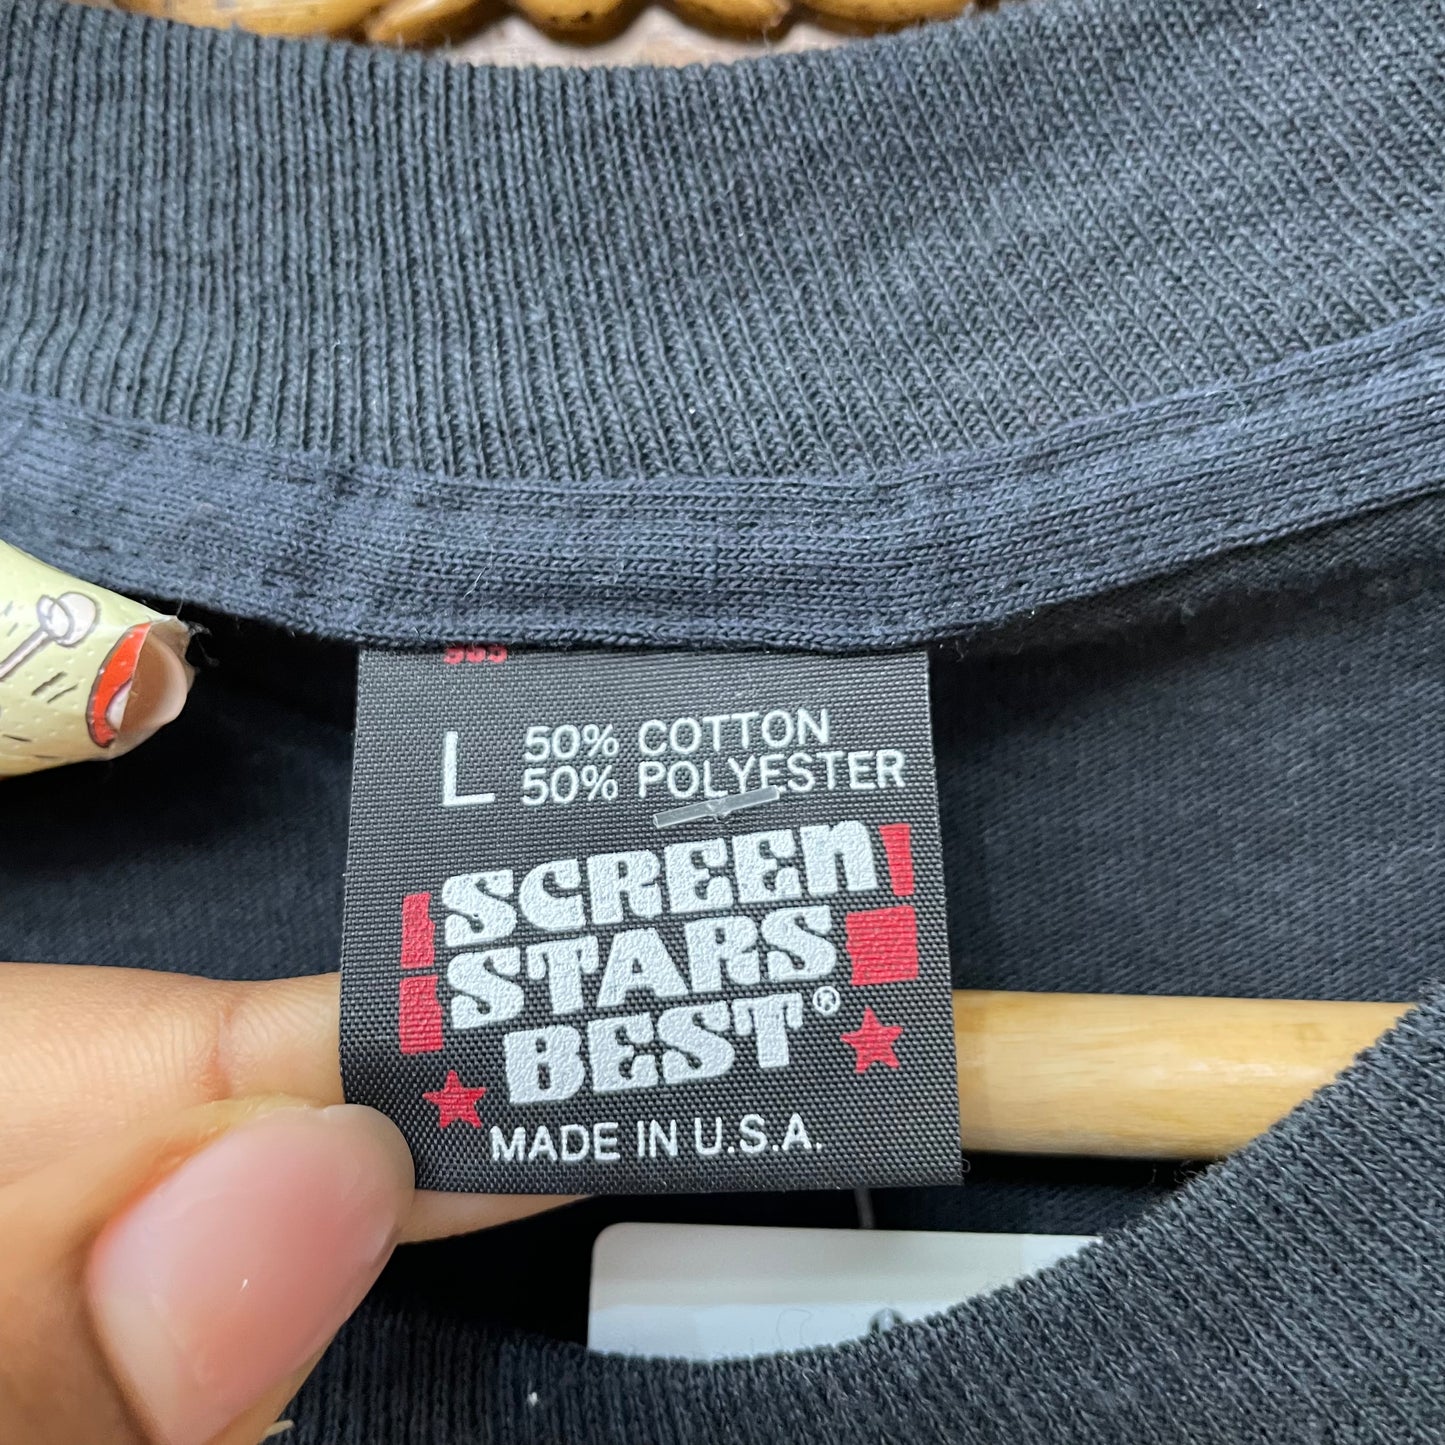 L 50% COTTON
50% POLYESTER
SCREEN
STARS
BEST®
MADE IN U.S.A.